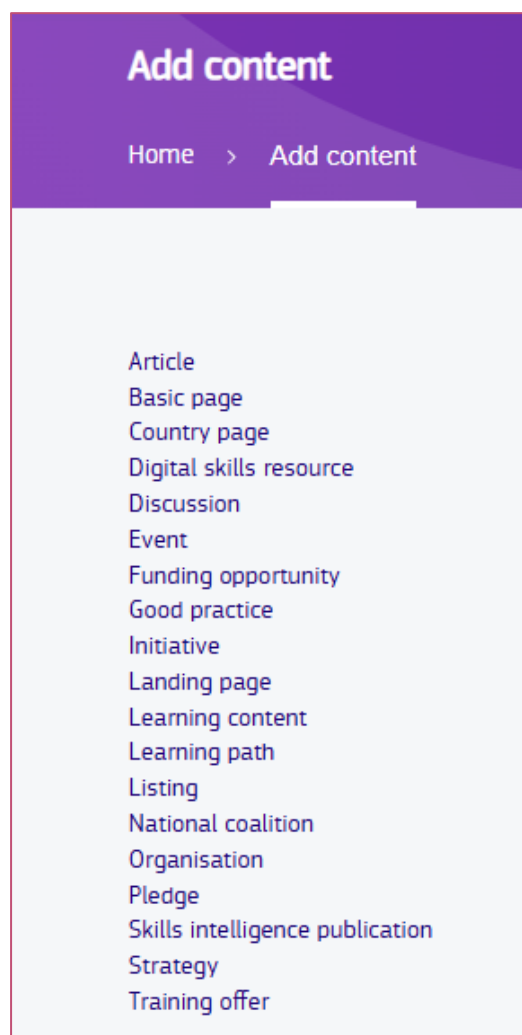 Add content
Home > Add content
Article
Basic page
Country page
Digital skills resource
Discussion
Event
Funding opportunity
Good practice
Initiative
Landing page
Learning content
Learning path
Listing
National coalition
Organisation
Pledge
Skills intelligence publication
Strategy
Training offer